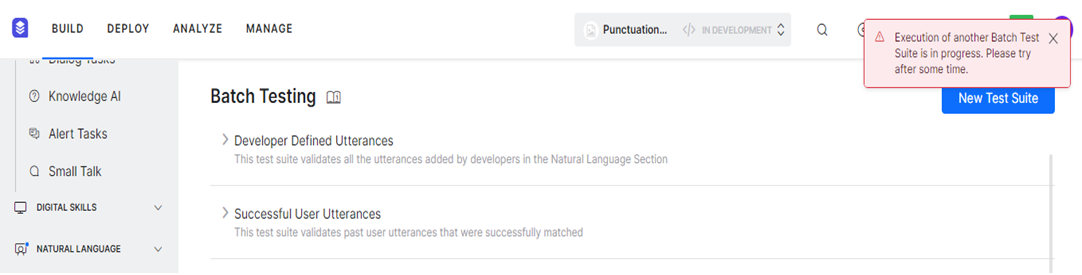 BUILD DEPLOY ANALYZE MANAGE
Punctuation... IN DEVELOPMENT
Execution of another Batch Test
Suite is in progress. Please try
after some time.
Dialog Tasks
Knowledge AI
Alert Tasks
Small Talk
DIGITAL SKILLS
NATURAL LANGUAGE
Batch Testing
New Test Suite
Developer Defined Utterances
This test suite validates all the utterances added by developers in the Natural Language Section
Successful User Utterances
This test suite validates past user utterances that were successfully matched